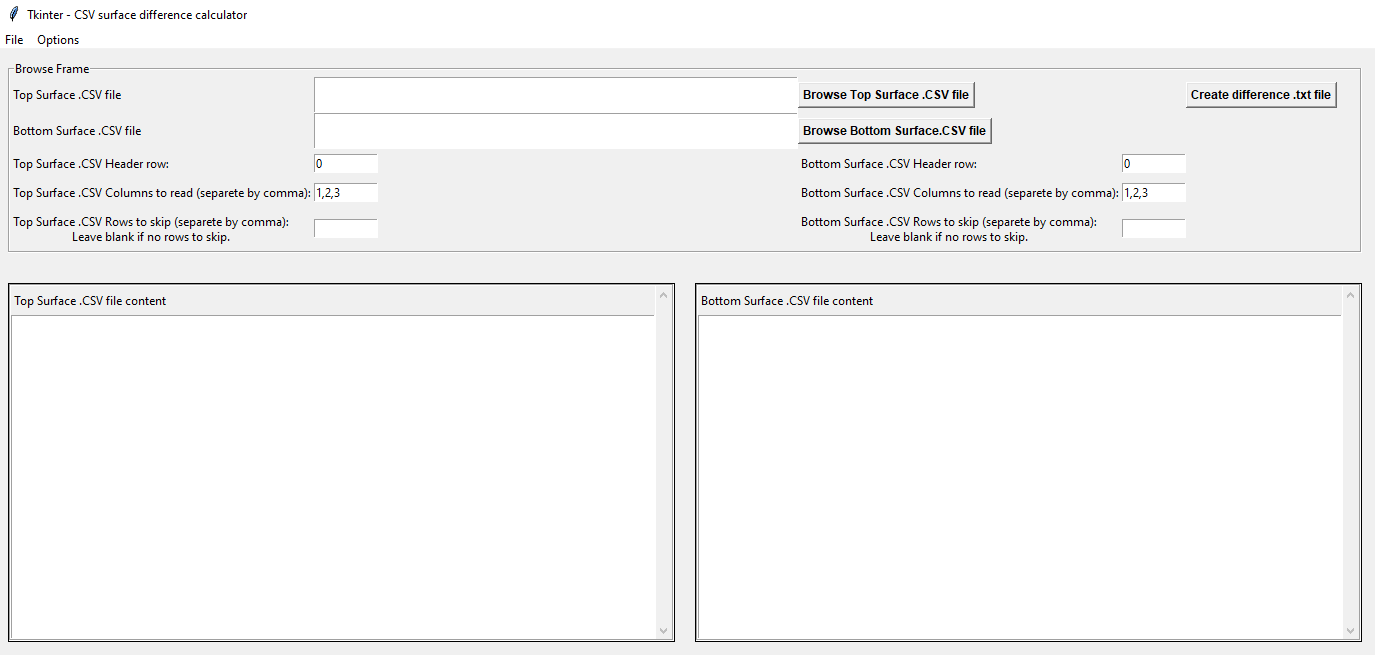 Tkinter - CSV surface difference calculator
File Options
Browse Frame
Top Surface .CSV file
Browse Top Surface .CSV file
Create difference .txt file
Bottom Surface .CSV file
Browse Bottom Surface.CSV file
Top Surface .CSV Header row: 0
Bottom Surface .CSV Header row: 0
Top Surface .CSV Columns to read (separete by comma): 1,2,3
Bottom Surface .CSV Columns to read (separete by comma): 1,2,3
Top Surface .CSV Rows to skip (separete by comma):
Leave blank if no rows to skip.
Bottom Surface .CSV Rows to skip (separete by comma):
Leave blank if no rows to skip.
Top Surface .CSV file content
Bottom Surface .CSV file content